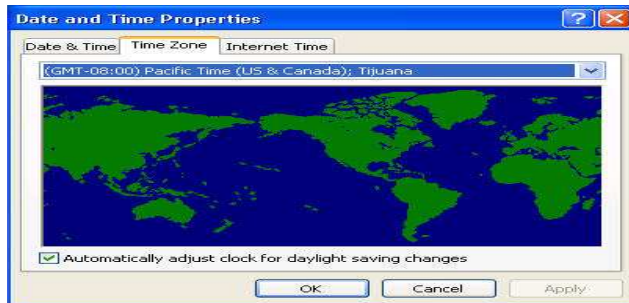 Date and Time Properties
Date & Time Time Zone Internet Time
(GMT-08:00) Pacific Time (US & Canada); Tijuana
Automatically adjust clock for daylight saving changes
OK Cancel Apply